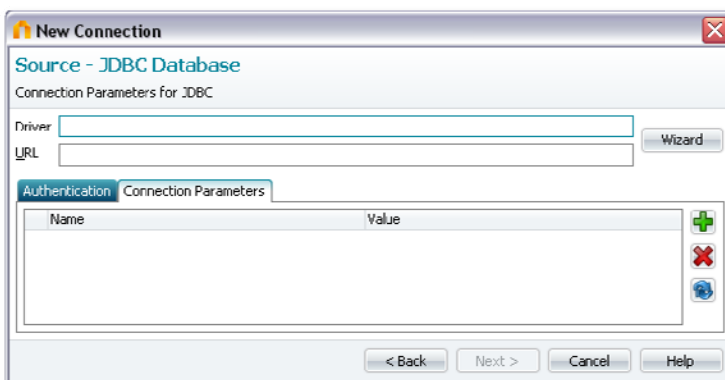 New Connection
Source - JDBC Database
Connection Parameters for JDBC
Driver
Wizard
URL
Authentication Connection Parameters
Name Value
< Back Next > Cancel Help